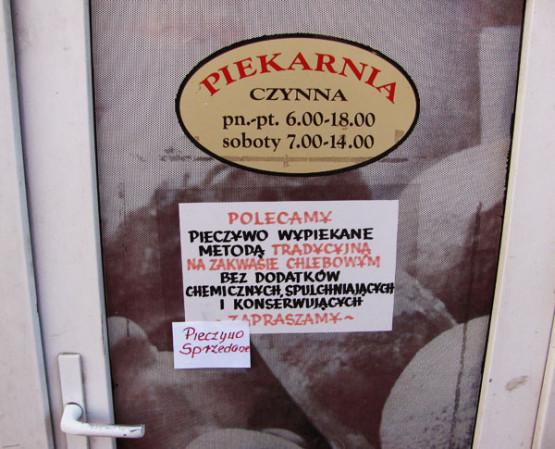 PIEKARNIA
CZYNNA
pn.-pt. 6.00-18.00
soboty 7.00-14.00
POLECAMY
PIECZYWO WYPIEKANE
METODĄ TRADYCYJNĄ
NA ZAKWASIE CHLEBOWYM
BEZ DODATKÓW
CHEMICZNYCH, SPULCHNIAJĄCYCH
I KONSERWUJĄCYCH
~ZAPRASZAMY~
Pieczywo
Sprzedane